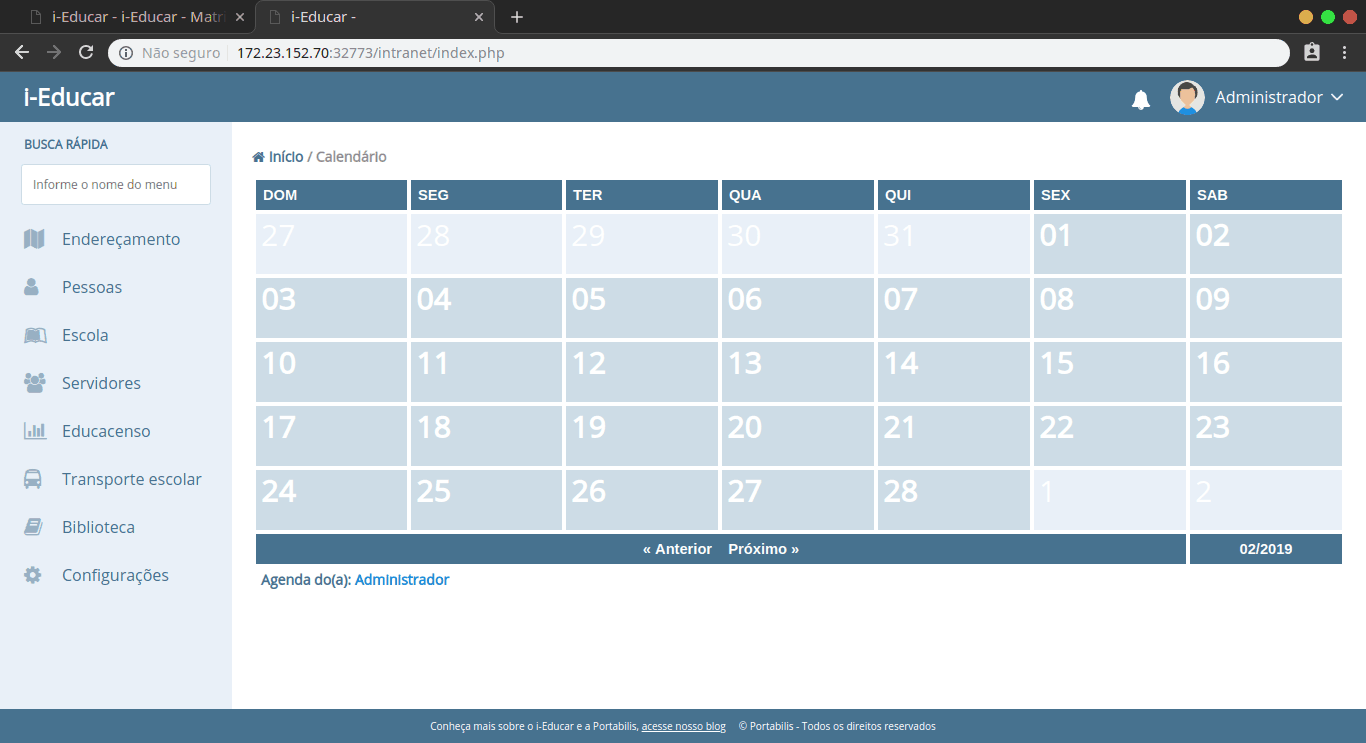 i-Educar - i-Educar - Matri
i-Educar -
Não seguro 172.23.152.70:32773/intranet/index.php
i-Educar
Administrador
BUSCA RÁPIDA
Informe o nome do menu
Endereçamento
Pessoas
Escola
Servidores
Educacenso
Transporte escolar
Biblioteca
Configurações
Início / Calendário
DOM SEG TER QUA QUI SEX SAB
27 28 29 30 31 01 02
03 04 05 06 07 08 09
10 11 12 13 14 15 16
17 18 19 20 21 22 23
24 25 26 27 28 1 2
« Anterior Próximo » 02/2019
Agenda do(a): Administrador
Conheça mais sobre o i-Educar e a Portabilis, acesse nosso blog © Portabilis - Todos os direitos reservados